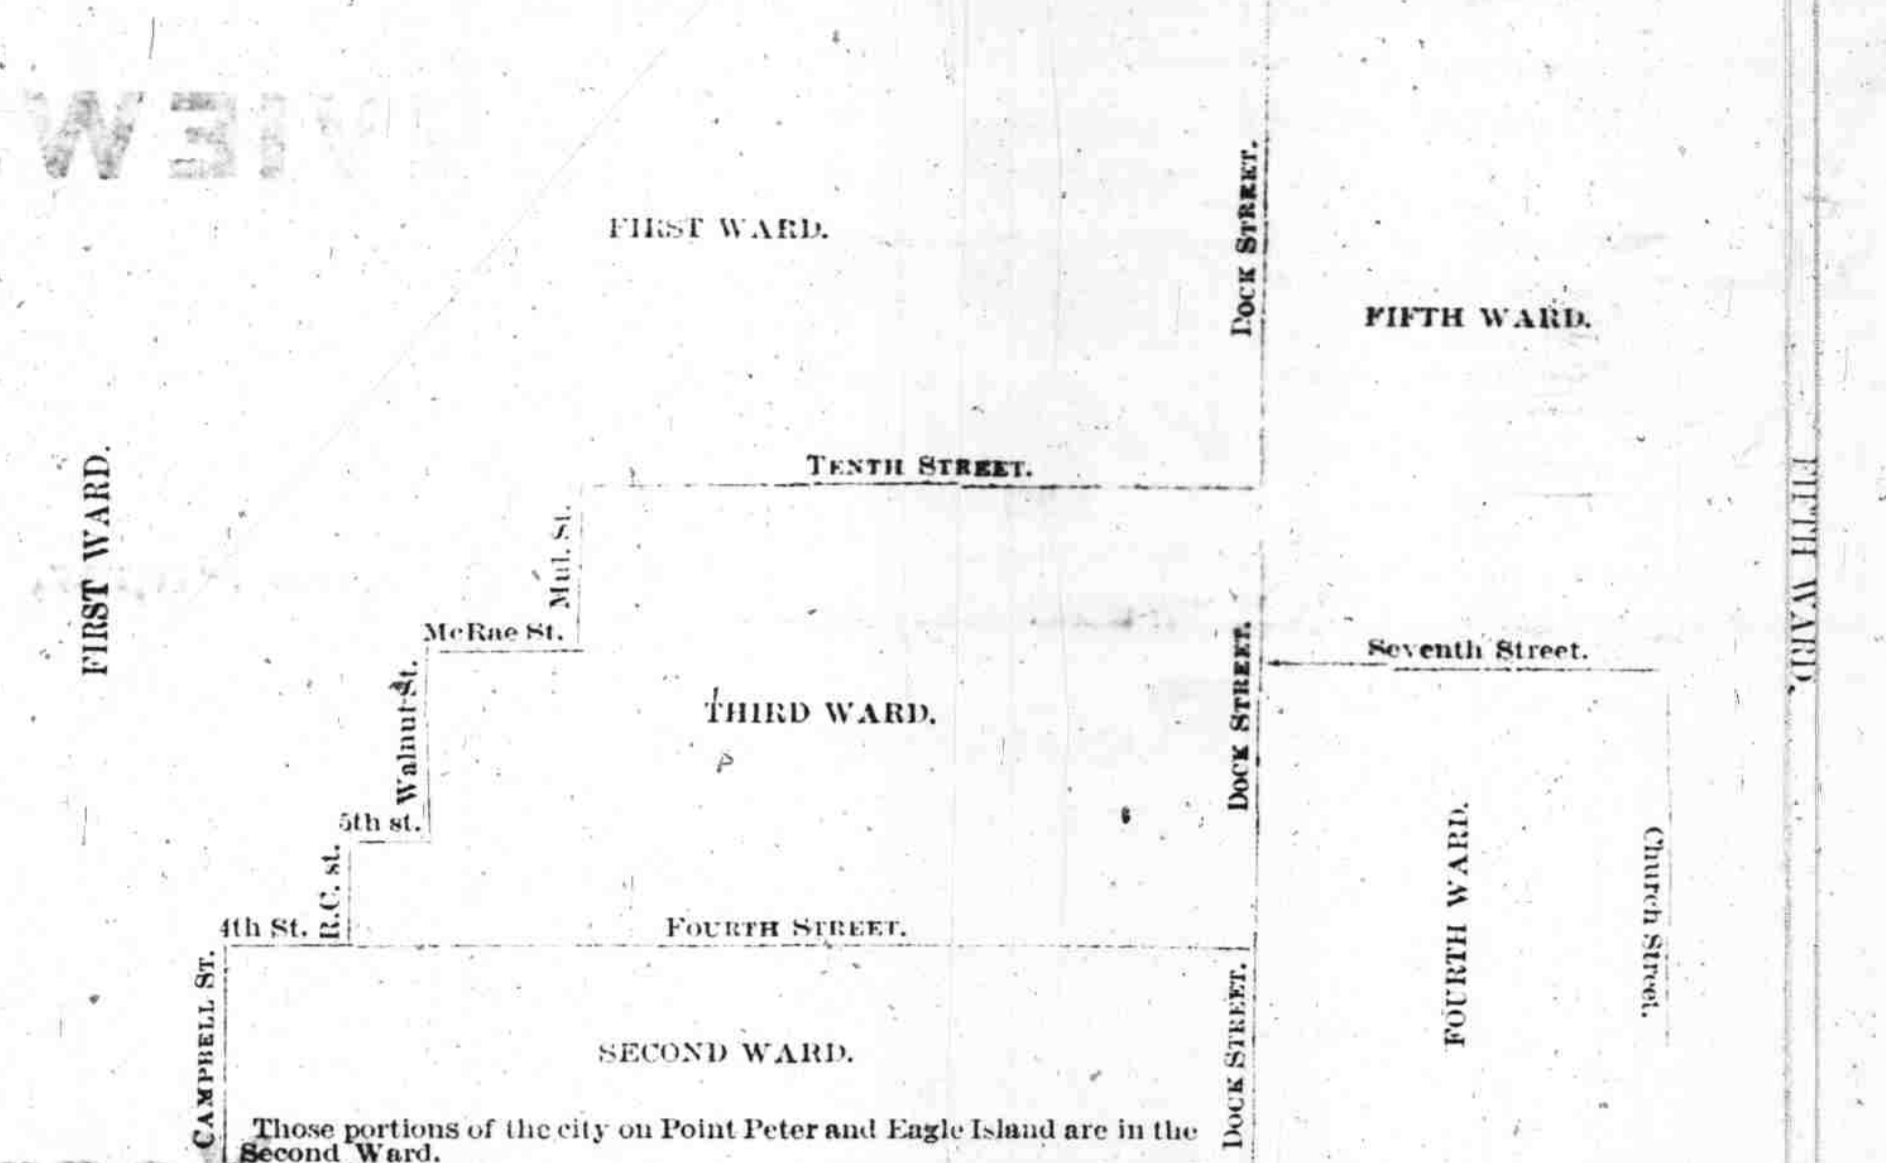 VIEW
FIRST WARD.
DOCK STREET.
FIFTH WARD.
FIRST WARD.
TENTH STREET.
FIFTH WARD.
Mul. St.
McRae St.
Walnut St.
THIRD WARD.
DOCK STREET.
Seventh Street.
5th st.
R.C. st.
4th St.
FOURTH STREET.
FOURTH WARD.
Church Street.
CAMPBELL ST.
SECOND WARD.
DOCK STREET.
Those portions of the city on Point Peter and Eagle Island are in the
Second Ward.